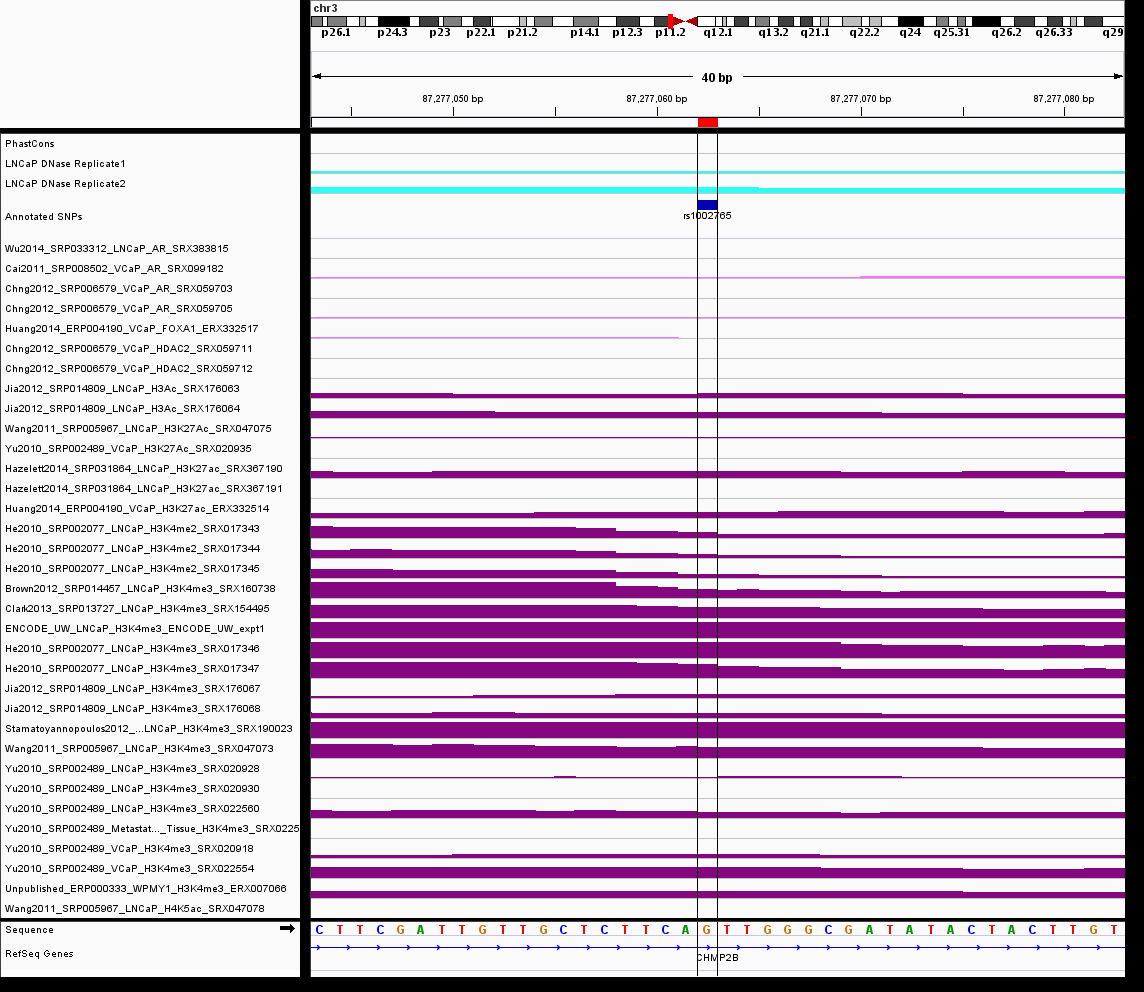 chr3
p26.1 p24.3 p23 p22.1 p21.2 p14.1 p12.3 p11.2 q12.1 q13.2 q21.1 q22.2 q24 q25.31 q26.2 q26.33 q29
40 bp
87,277,050 bp 87,277,060 bp 87,277,070 bp 87,277,080 bp
PhastCons
LNCaP DNase Replicate1
LNCaP DNase Replicate2
Annotated SNPs
rs1002765
Wu2014_SRP033312_LNCaP_AR_SRX383815
Cai2011_SRP008502_VCaP_AR_SRX099182
Chng2012_SRP006579_VCaP_AR_SRX059703
Chng2012_SRP006579_VCaP_AR_SRX059705
Huang2014_ERP004190_VCaP_FOXA1_ERX332517
Chng2012_SRP006579_VCaP_HDAC2_SRX059711
Chng2012_SRP006579_VCaP_HDAC2_SRX059712
Jia2012_SRP014809_LNCaP_H3Ac_SRX176063
Jia2012_SRP014809_LNCaP_H3Ac_SRX176064
Wang2011_SRP005967_LNCaP_H3K27Ac_SRX047075
Yu2010_SRP002489_VCaP_H3K27Ac_SRX020935
Hazelett2014_SRP031864_LNCaP_H3K27ac_SRX367190
Hazelett2014_SRP031864_LNCaP_H3K27ac_SRX367191
Huang2014_ERP004190_VCaP_H3K27ac_ERX332514
He2010_SRP002077_LNCaP_H3K4me2_SRX017343
He2010_SRP002077_LNCaP_H3K4me2_SRX017344
He2010_SRP002077_LNCaP_H3K4me2_SRX017345
Brown2012_SRP014457_LNCaP_H3K4me3_SRX160738
Clark2013_SRP013727_LNCaP_H3K4me3_SRX154495
ENCODE_UW_LNCaP_H3K4me3_ENCODE_UW_expt1
He2010_SRP002077_LNCaP_H3K4me3_SRX017346
He2010_SRP002077_LNCaP_H3K4me3_SRX017347
Jia2012_SRP014809_LNCaP_H3K4me3_SRX176067
Jia2012_SRP014809_LNCaP_H3K4me3_SRX176068
Stamatoyannopoulos2012_..._LNCaP_H3K4me3_SRX190023
Wang2011_SRP005967_LNCaP_H3K4me3_SRX047073
Yu2010_SRP002489_LNCaP_H3K4me3_SRX020928
Yu2010_SRP002489_LNCaP_H3K4me3_SRX020930
Yu2010_SRP002489_LNCaP_H3K4me3_SRX022560
Yu2010_SRP002489_Metastat..._Tissue_H3K4me3_SRX0225
Yu2010_SRP002489_VCaP_H3K4me3_SRX020918
Yu2010_SRP002489_VCaP_H3K4me3_SRX022554
Unpublished_ERP000333_WPMY1_H3K4me3_ERX007066
Wang2011_SRP005967_LNCaP_H4K5ac_SRX047078
Sequence C T T C G A T T G T T G C T C T T C A G T T G G G C G A T A T A C T A C T T G T
RefSeq Genes
CHMP2B